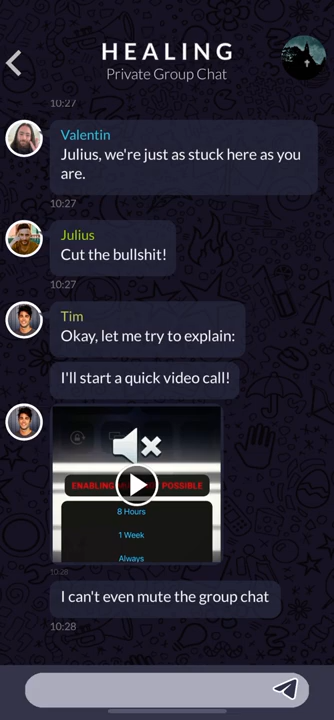 HEALING
Private Group Chat
10:27
Valentin
Julius, we're just as stuck here as you
are.
10:27
Julius
Cut the bullshit!
10:27
Tim
Okay, let me try to explain:
I'll start a quick video call!
ENABLING POSSIBLE
8 Hours
1 Week
Always
10:28
I can't even mute the group chat
10:28